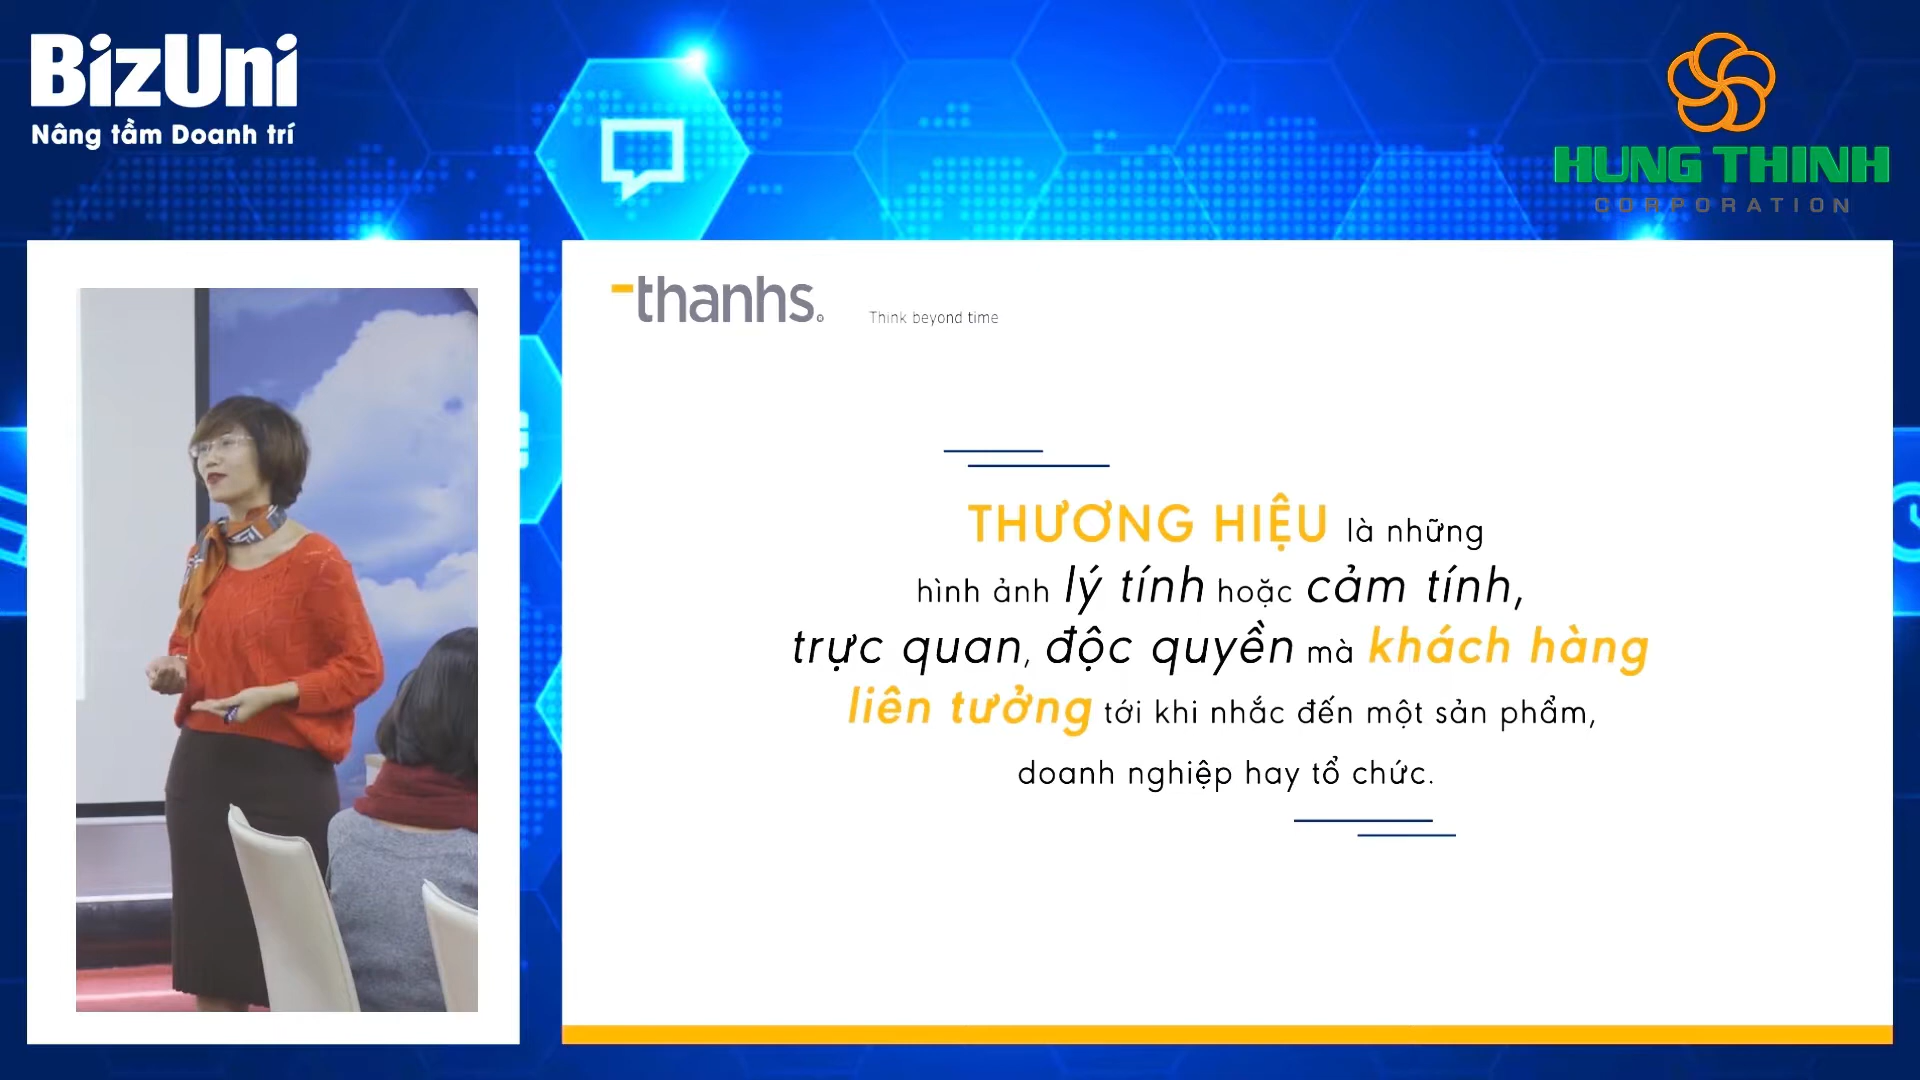 BizUni
Nâng tầm Doanh trí
HUNG THINH
CORPORATION
thanhs
Think beyond time
THƯƠNG HIỆU là những
hình ảnh lý tính hoặc cảm tính,
trực quan, độc quyền mà khách hàng
liên tưởng tới khi nhắc đến một sản phẩm,
doanh nghiệp hay tổ chức.